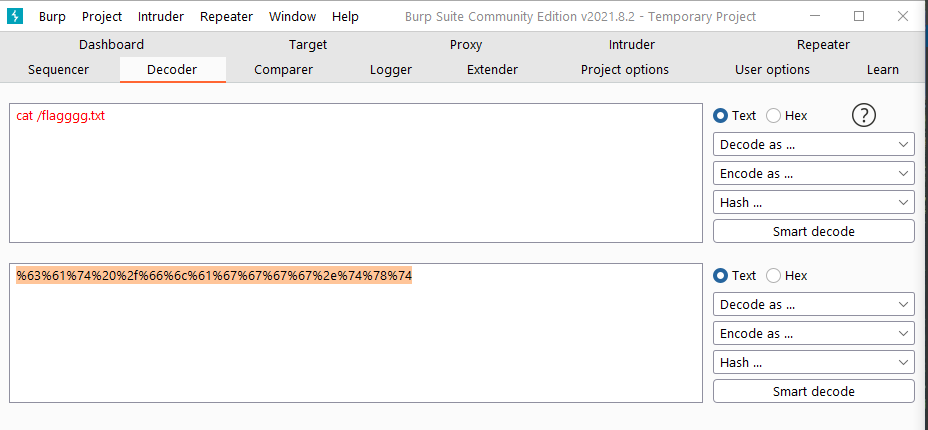 Burp Project Intruder Repeater Window Help Burp Suite Community Edition v2021.8.2 - Temporary Project
Dashboard Target Proxy Intruder Repeater
Sequencer Decoder Comparer Logger Extender Project options User options Learn
cat /flagggg.txt
Text Hex ?
Decode as ...
Encode as ...
Hash ...
Smart decode
%63%61%74%20%2f%66%6c%61%67%67%67%67%2e%74%78%74
Text Hex
Decode as ...
Encode as ...
Hash ...
Smart decode